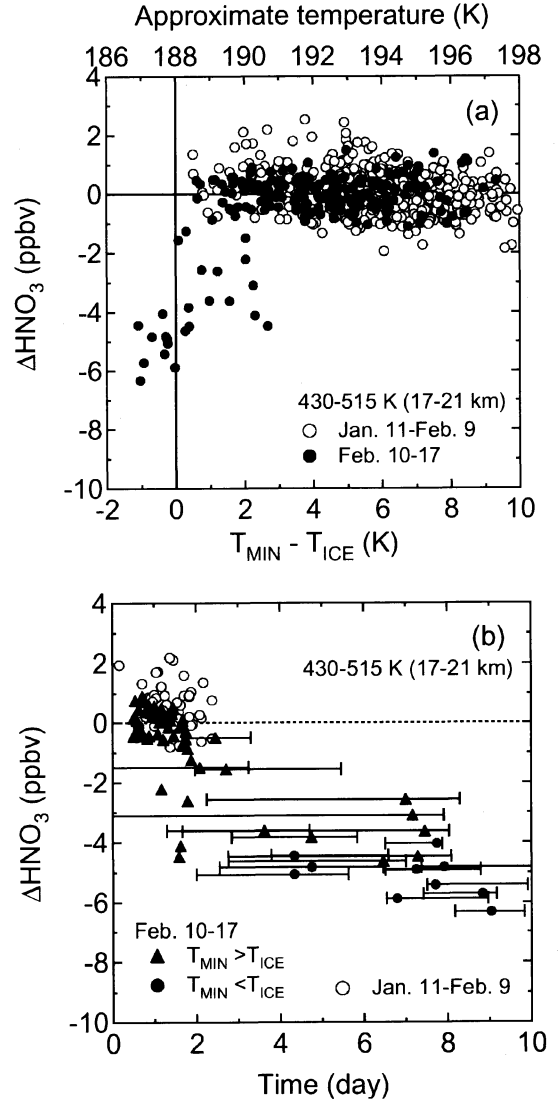 Approximate temperature (K)
186 188 190 192 194 196 198
4
(a)
2
0
-2
-4
-6
-8
-10
ΔHNO3 (ppbv)
430-515 K (17-21 km)
Jan. 11-Feb. 9
Feb. 10-17
-2 0 2 4 6 8 10
TMIN - TICE (K)
4
(b)
2
430-515 K (17-21 km)
0
-2
-4
-6
-8
-10
ΔHNO3 (ppbv)
Feb. 10-17
TMIN >TICE
TMIN <TICE
Jan. 11-Feb. 9
0 2 4 6 8 10
Time (day)